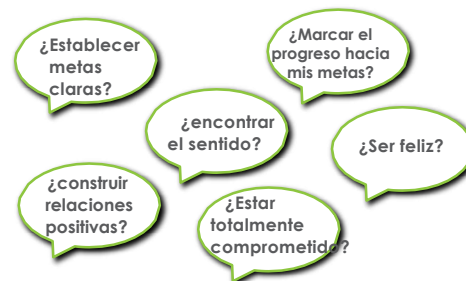 ¿Establecer
metas
claras?
¿Marcar el
progreso hacia
mis metas?
¿encontrar
el sentido?
¿Ser feliz?
¿construir
relaciones
positivas?
¿Estar
totalmente
comprometido?